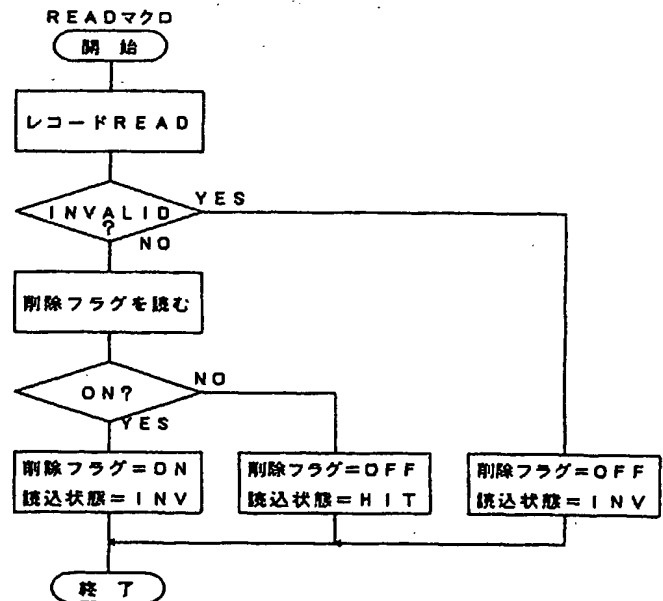 READマクロ
開始
レコードREAD
INVALID
?
YES
NO
削除フラグを読む
ON?
NO
YES
削除フラグ=ON
読込状態=INV
削除フラグ=OFF
読込状態=HIT
削除フラグ=OFF
読込状態=INV
終了